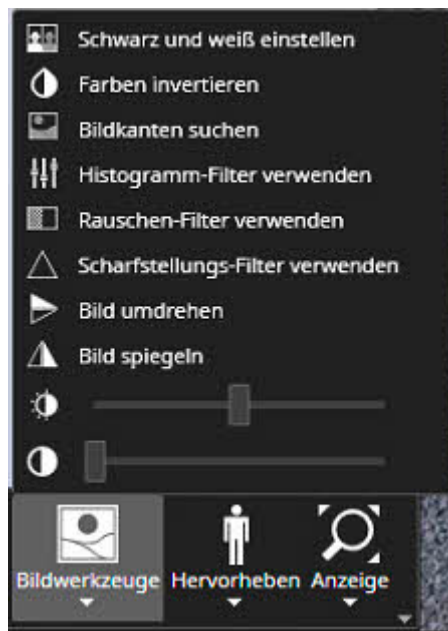 Schwarz und weiß einstellen
Farben invertieren
Bildkanten suchen
Histogramm-Filter verwenden
Rauschen-Filter verwenden
Scharfstellungs-Filter verwenden
Bild umdrehen
Bild spiegeln
Bildwerkzeuge Hervorheben Anzeige